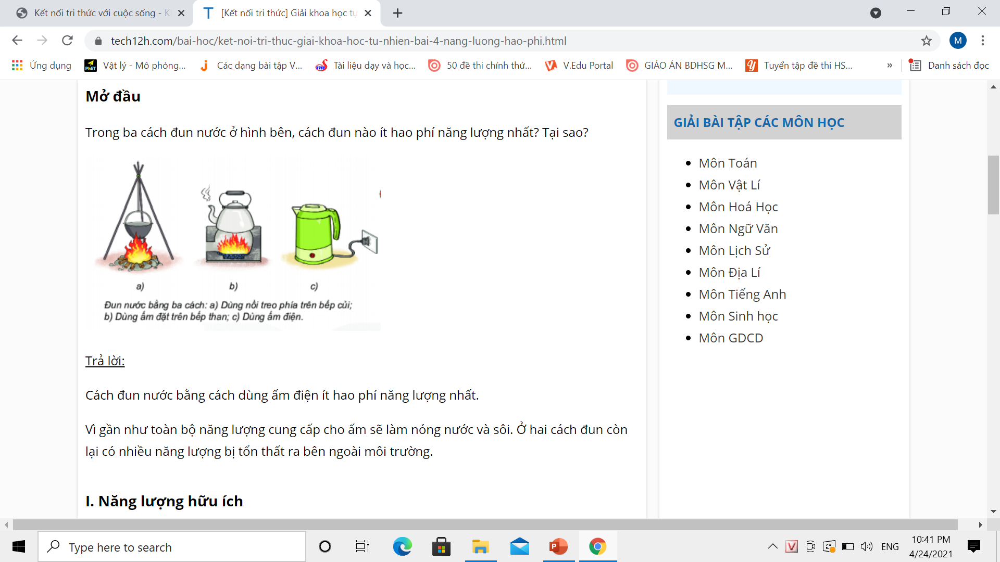 Kết nối tri thức với cuộc sống - K
[Kết nối tri thức] Giải khoa học tự
tech12h.com/bai-hoc/ket-noi-tri-thuc-giai-khoa-hoc-tu-nhien-bai-4-nang-luong-hao-phi.html
M
Ứng dụng
PhET
Vật lý - Mô phỏng...
Các dạng bài tập V...
Tài liệu dạy và học...
50 đề thi chính thứ...
V.Edu Portal
GIÁO ÁN BDHSG M...
Tuyển tập đề thi HS...
»
Danh sách đọc
Mở đầu
Trong ba cách đun nước ở hình bên, cách đun nào ít hao phí năng lượng nhất? Tại sao?
a)
b)
c)
Đun nước bằng ba cách: a) Dùng nồi treo phía trên bếp củi;
b) Dùng ấm đặt trên bếp than; c) Dùng ấm điện.
Trả lời:
Cách đun nước bằng cách dùng ấm điện ít hao phí năng lượng nhất.
Vì gần như toàn bộ năng lượng cung cấp cho ấm sẽ làm nóng nước và sôi. Ở hai cách đun còn
lại có nhiều năng lượng bị tổn thất ra bên ngoài môi trường.
I. Năng lượng hữu ích
GIẢI BÀI TẬP CÁC MÔN HỌC
Môn Toán
Môn Vật Lí
Môn Hoá Học
Môn Ngữ Văn
Môn Lịch Sử
Môn Địa Lí
Môn Tiếng Anh
Môn Sinh học
Môn GDCD
Type here to search
ENG
10:41 PM
4/24/2021